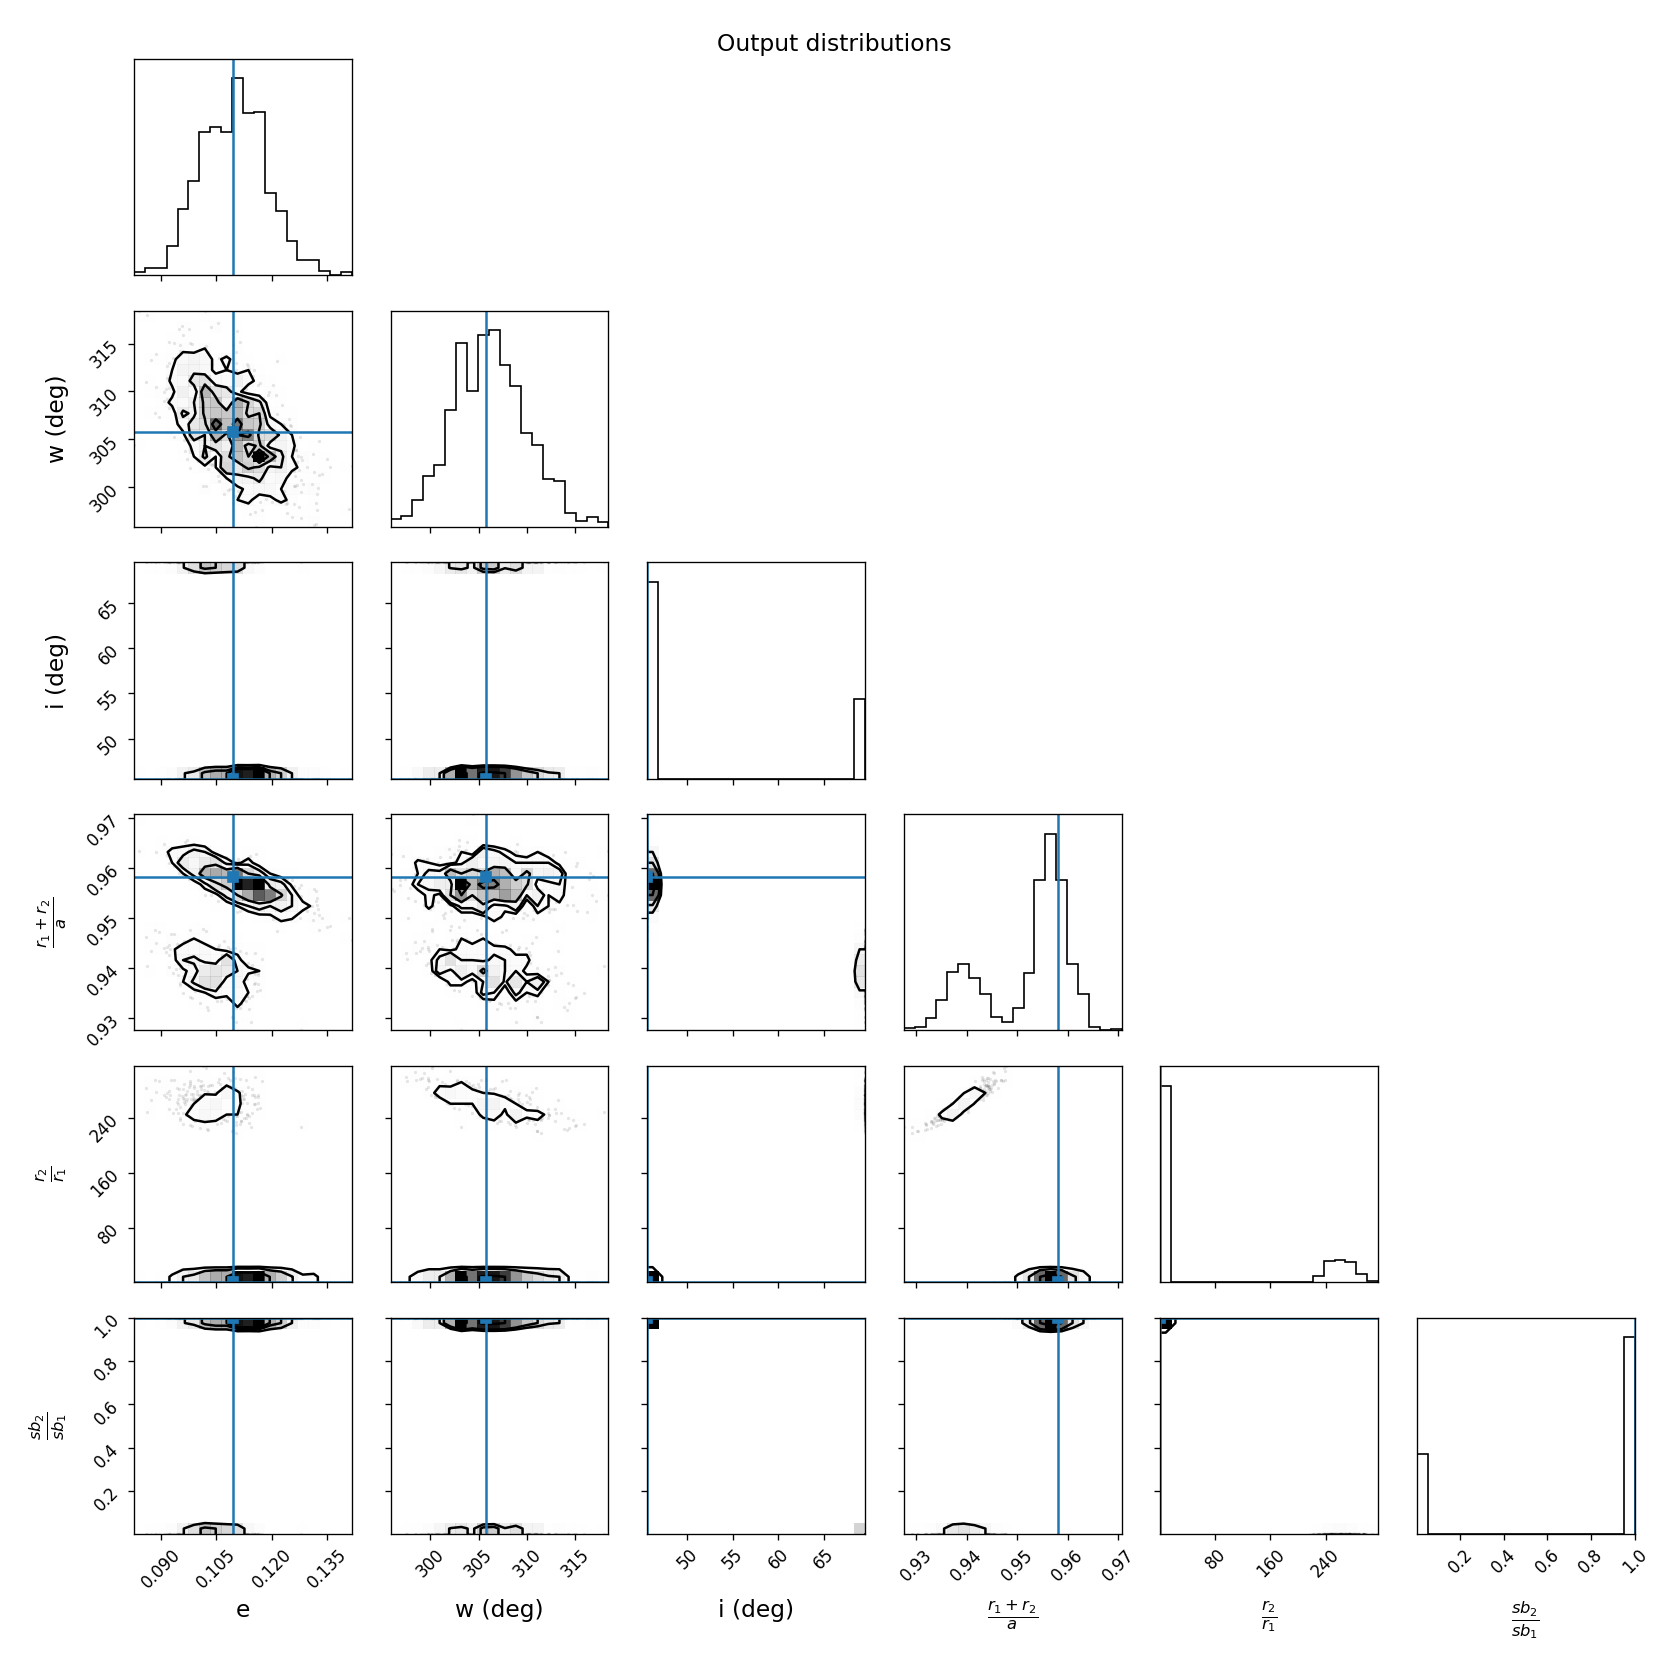 Output distributions
w (deg)
315
310
305
300
i (deg)
65
60
55
50
r₁ + r₂
a
0.97
0.96
0.95
0.94
0.93
r₂
r₁
240
160
80
sb₂
sb₁
1.0
0.8
0.6
0.4
0.2
0.090 0.105 0.120 0.135 300 305 310 315 50 55 60 65 0.93 0.94 0.95 0.96 0.97 80 160 240 0.2 0.4 0.6 0.8 1.0
e w (deg) i (deg) r₁ + r₂ r₂ sb₂
a r₁ sb₁